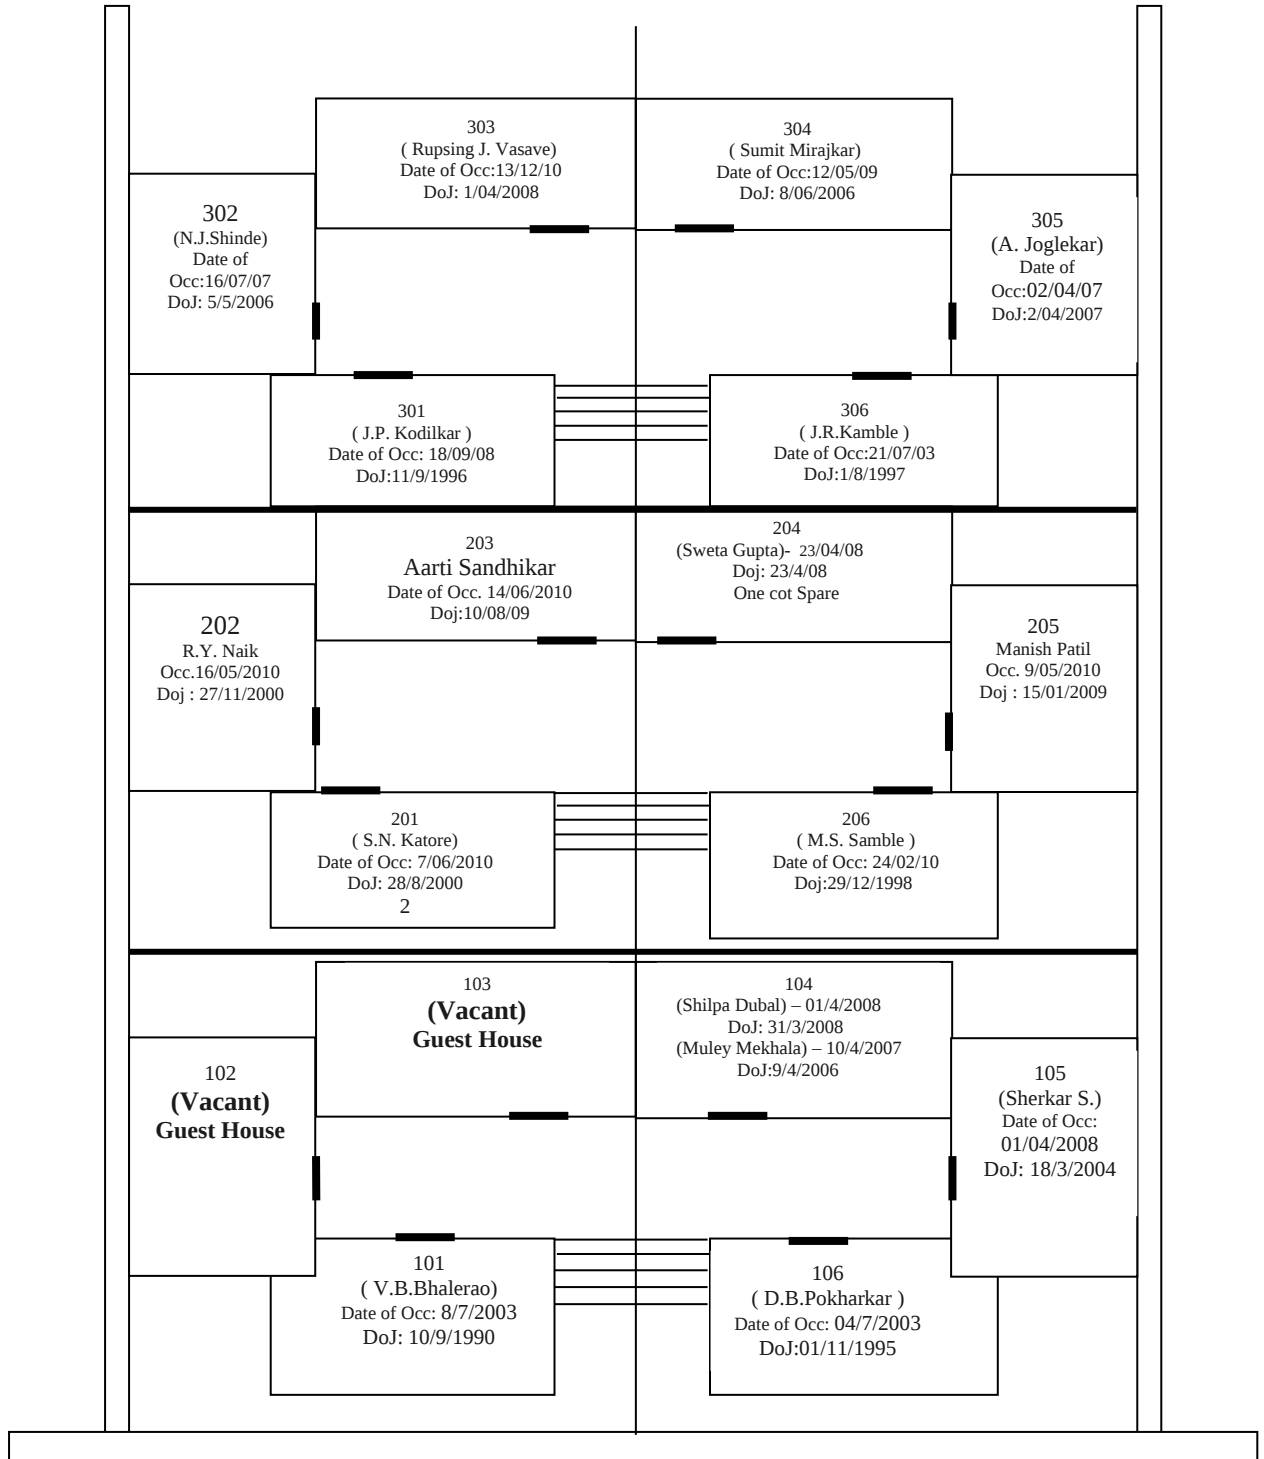 303
( Rupsing J. Vasave)
Date of Occ:13/12/10
DoJ: 1/04/2008
304
( Sumit Mirajkar)
Date of Occ:12/05/09
DoJ: 8/06/2006
302
(N.J.Shinde)
Date of
Occ:16/07/07
DoJ: 5/5/2006
305
(A. Joglekar)
Date of
Occ:02/04/07
DoJ:2/04/2007
301
( J.P. Kodilkar )
Date of Occ: 18/09/08
DoJ:11/9/1996
306
( J.R.Kamble )
Date of Occ:21/07/03
DoJ:1/8/1997
203
Aarti Sandhikar
Date of Occ. 14/06/2010
Doj:10/08/09
204
(Sweta Gupta)- 23/04/08
Doj: 23/4/08
One cot Spare
202
R.Y. Naik
Occ.16/05/2010
Doj : 27/11/2000
205
Manish Patil
Occ. 9/05/2010
Doj : 15/01/2009
201
( S.N. Katore)
Date of Occ: 7/06/2010
DoJ: 28/8/2000
2
206
( M.S. Samble )
Date of Occ: 24/02/10
Doj:29/12/1998
103
(Vacant)
Guest House
104
(Shilpa Dubal) – 01/4/2008
DoJ: 31/3/2008
(Muley Mekhala) – 10/4/2007
DoJ:9/4/2006
102
(Vacant)
Guest House
105
(Sherkar S.)
Date of Occ:
01/04/2008
DoJ: 18/3/2004
101
( V.B.Bhalerao)
Date of Occ: 8/7/2003
DoJ: 10/9/1990
106
( D.B.Pokharkar )
Date of Occ: 04/7/2003
DoJ:01/11/1995